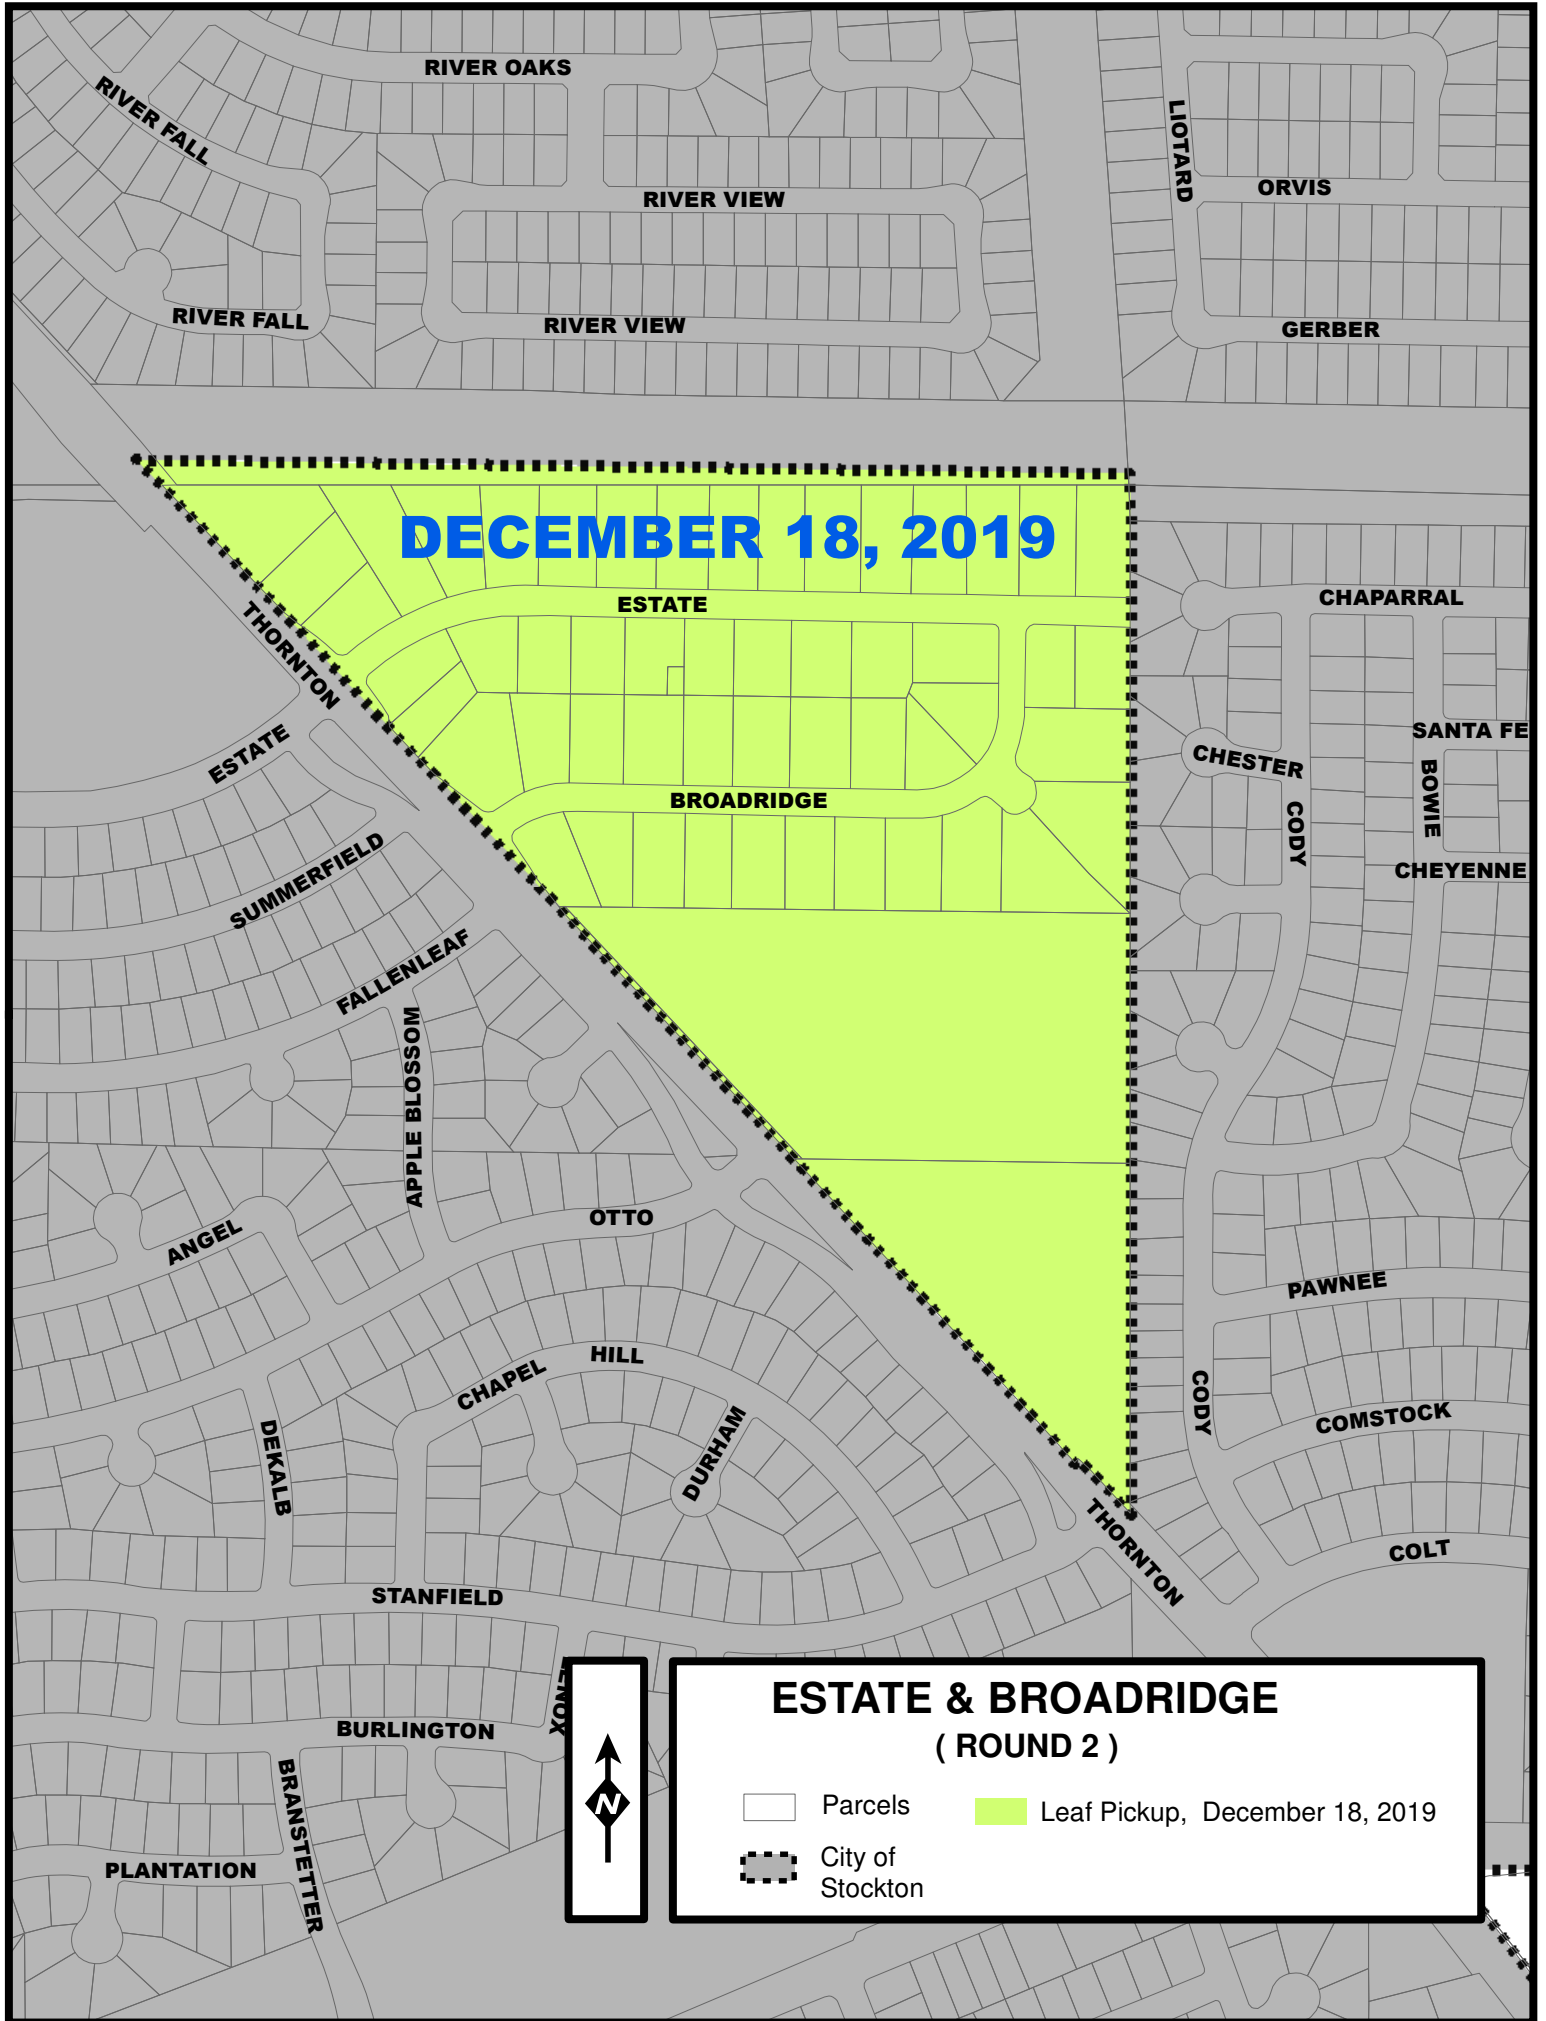 RIVER OAKS
RIVER FALL
LIOTARD
ORVIS
RIVER VIEW
RIVER FALL
RIVER VIEW
GERBER
DECEMBER 18, 2019
ESTATE
CHAPARRAL
THORNTON
ESTATE
SANTA FE
CHESTER
BOWIE
BROADRIDGE
CODY
SUMMERFIELD
CHEYENNE
FALLENLEAF
APPLE BLOSSOM
OTTO
ANGEL
PAWNEE
HILL
CHAPEL
CODY
COMSTOCK
DURHAM
DEKALB
THORNTON
COLT
STANFIELD
LENOX
BURLINGTON
BRANSTETTER
PLANTATION
ESTATE & BROADRIDGE
( ROUND 2 )
Parcels
Leaf Pickup, December 18, 2019
City of
Stockton
N